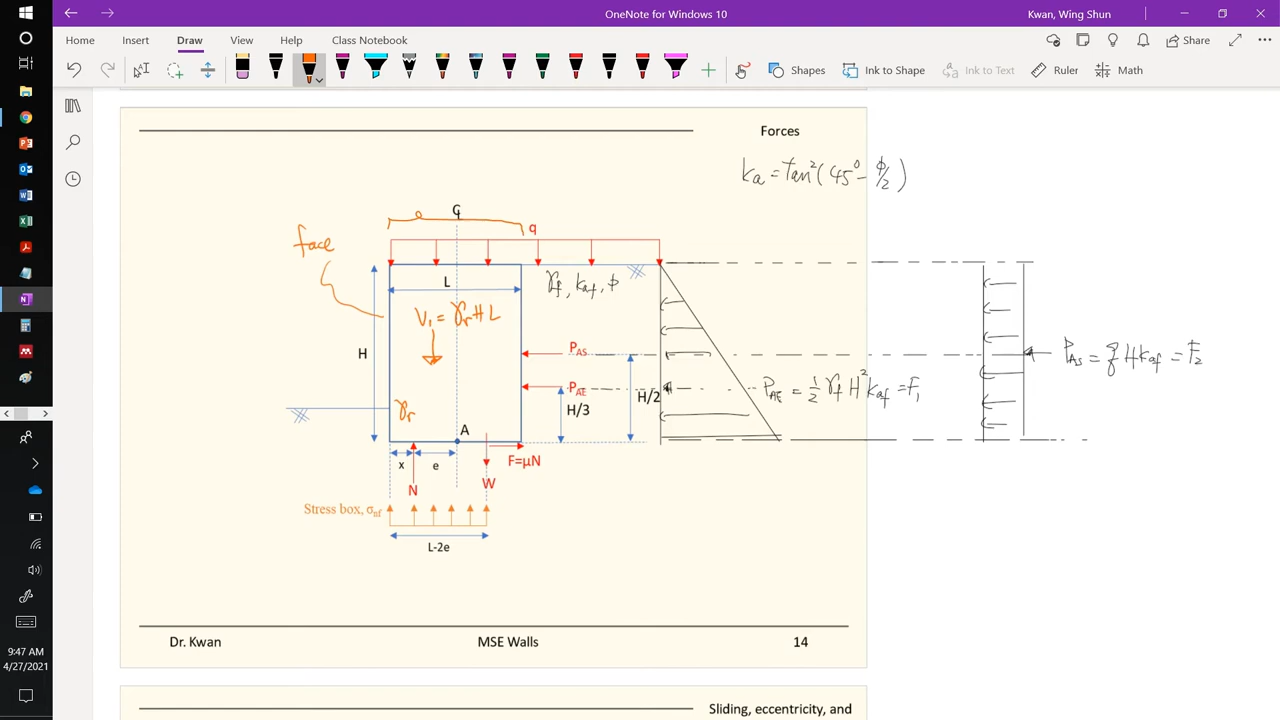 OneNote for Windows 10
Kwan, Wing Shun
Home Insert Draw View Help Class Notebook
Share
Shapes Ink to Shape Ink to Text Ruler Math
Forces
ka = tan²(45° - ϕ/2)
face
℄
q
L
γf, kaf, ϕ
V₁ = γr H L
H
PAS
PAS = q H kaf = F₂
PAE
PAE = 1/2 γf H² kaf = F₁
H/2
H/3
γr
A
x e
F=μN
N
W
Stress box, σnf
L-2e
Dr. Kwan MSE Walls 14
Sliding, eccentricity, and
9:47 AM
4/27/2021